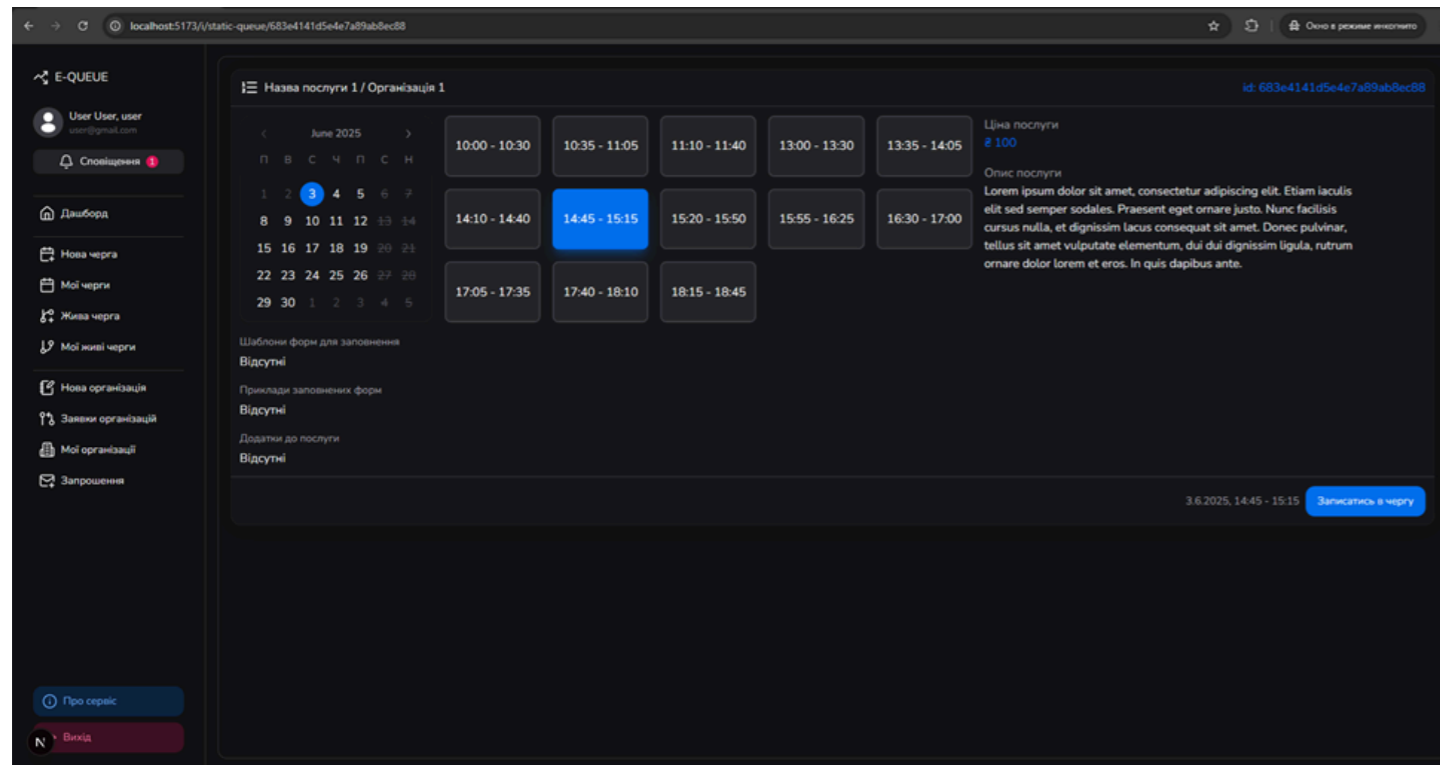 localhost:5173/i/static-queue/683e4141d5e4e7a89ab8ec88
Окно в режиме инкогнито
E-QUEUE
User User, user
user@gmail.com
Сповіщення 1
Дашборд
Нова черга
Мої черги
Жива черга
Мої живі черги
Нова організація
Заявки організацій
Мої організації
Запрошення
Про сервіс
Вихід
N
Назва послуги 1 / Організація 1
id: 683e4141d5e4e7a89ab8ec88
June 2025
П В С Ч П С Н
1 2 3 4 5 6 7
8 9 10 11 12 13 14
15 16 17 18 19 20 21
22 23 24 25 26 27 28
29 30 1 2 3 4 5
10:00 - 10:30 10:35 - 11:05 11:10 - 11:40 13:00 - 13:30 13:35 - 14:05
14:10 - 14:40 14:45 - 15:15 15:20 - 15:50 15:55 - 16:25 16:30 - 17:00
17:05 - 17:35 17:40 - 18:10 18:15 - 18:45
Ціна послуги
₴ 100
Опис послуги
Lorem ipsum dolor sit amet, consectetur adipiscing elit. Etiam iaculis
elit sed semper sodales. Praesent eget ornare justo. Nunc facilisis
cursus nulla, et dignissim lacus consequat sit amet. Donec pulvinar,
tellus sit amet vulputate elementum, dui dui dignissim ligula, rutrum
ornare dolor lorem et eros. In quis dapibus ante.
Шаблони форм для заповнення
Відсутні
Приклади заповнених форм
Відсутні
Додатки до послуги
Відсутні
3.6.2025, 14:45 - 15:15
Записатись в чергу